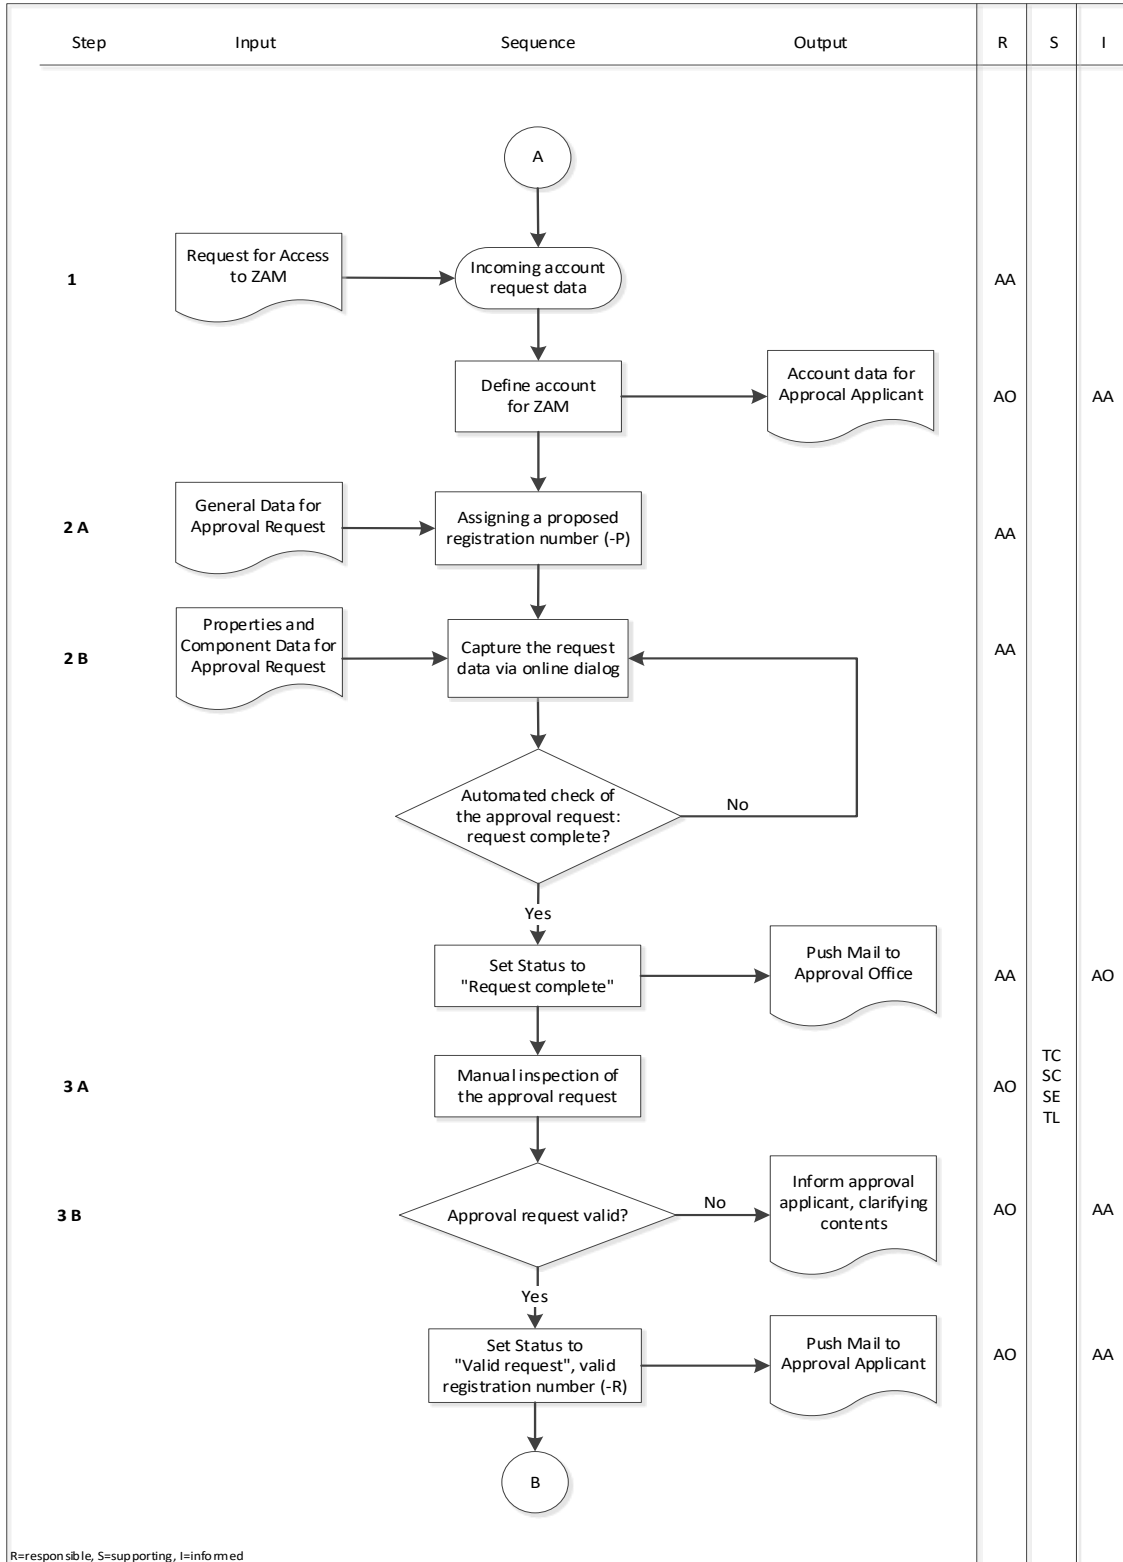 Step Input Sequence Output R S I
A
Request for Access
to ZAM
1
Incoming account
request data
AA
Define account
for ZAM
Account data for
Approcal Applicant
AO
AA
General Data for
Approval Request
2 A
Assigning a proposed
registration number (-P)
AA
Properties and
Component Data for
Approval Request
2 B
Capture the request
data via online dialog
AA
Automated check of
the approval request:
request complete?
No
Yes
Set Status to
"Request complete"
Push Mail to
Approval Office
AA
AO
3 A
Manual inspection of
the approval request
AO
TC
SC
SE
TL
3 B
Approval request valid?
No
Inform approval
applicant, clarifying
contents
AO
AA
Yes
Set Status to
"Valid request", valid
registration number (-R)
Push Mail to
Approval Applicant
AO
AA
B
R=responsible, S=supporting, I=informed